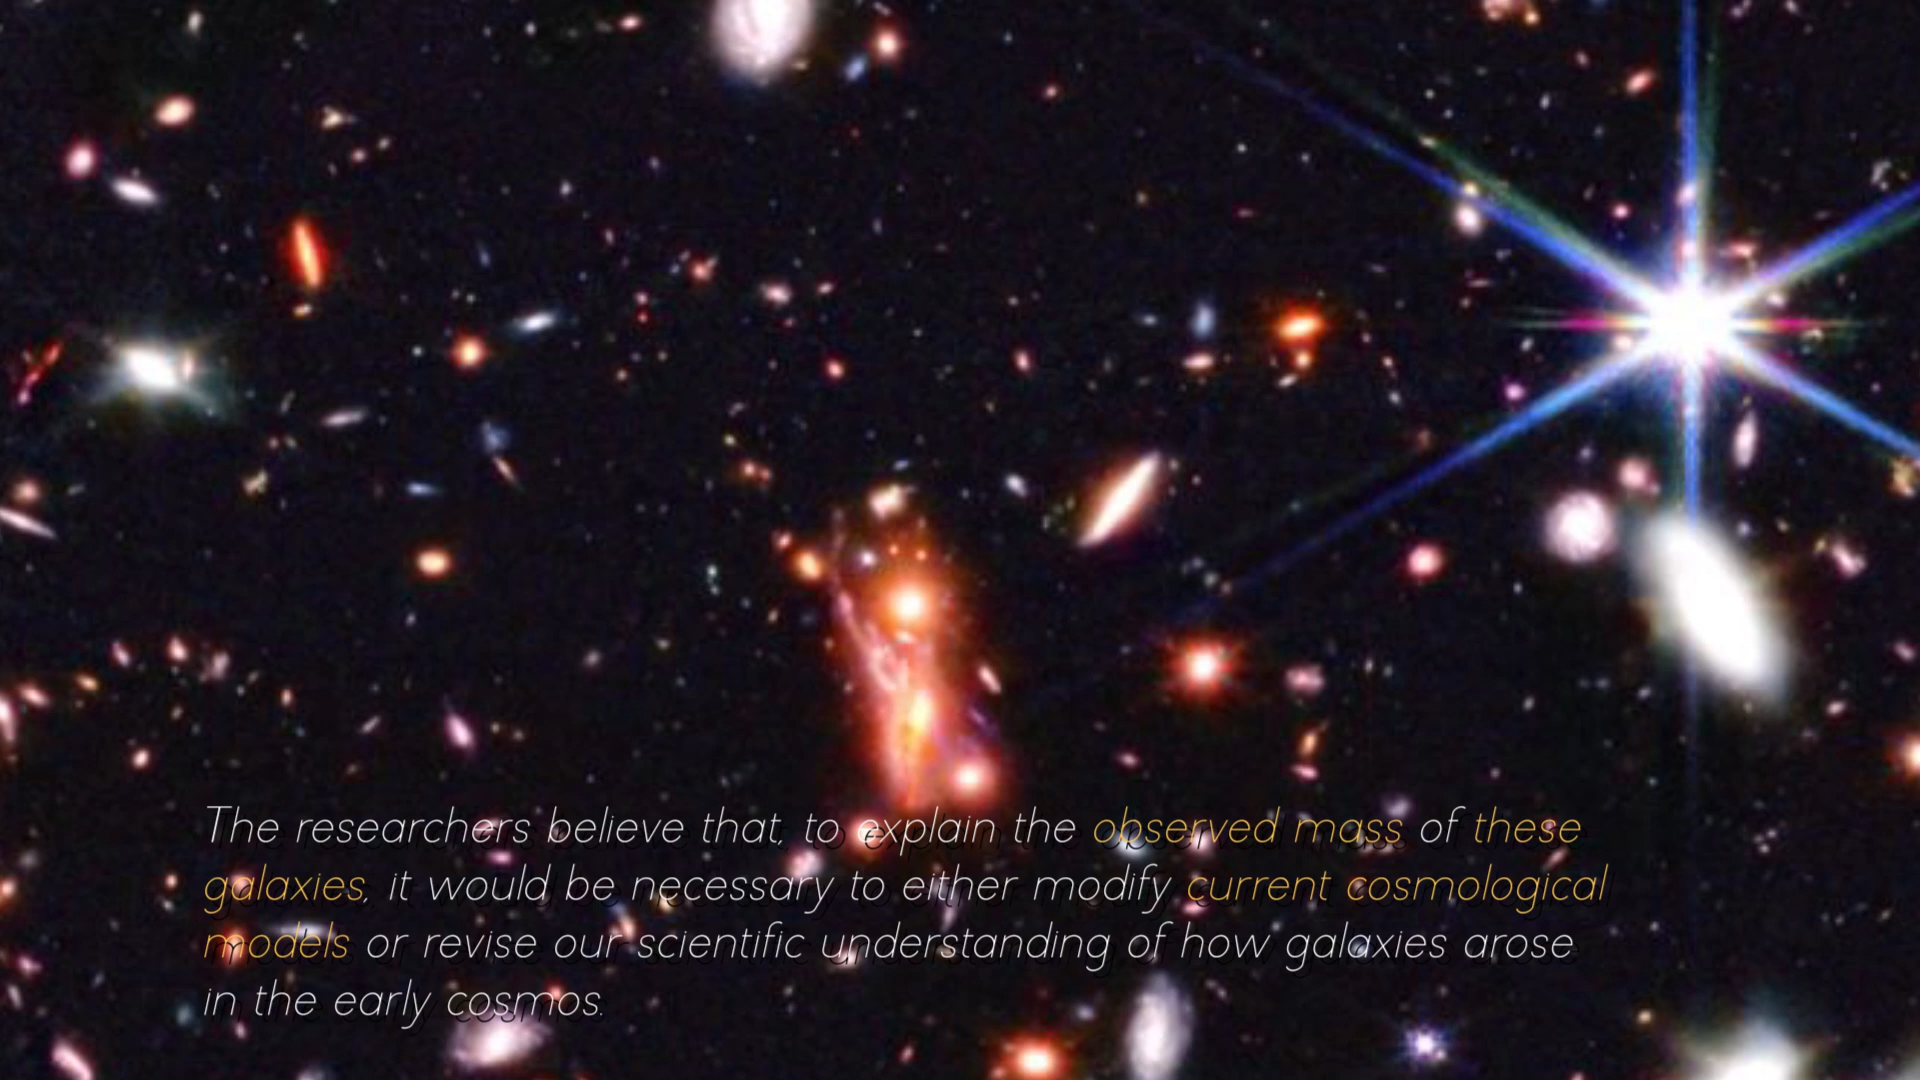 The researchers believe that, to explain the observed mass of these
galaxies, it would be necessary to either modify current cosmological
models or revise our scientific understanding of how galaxies arose
in the early cosmos.